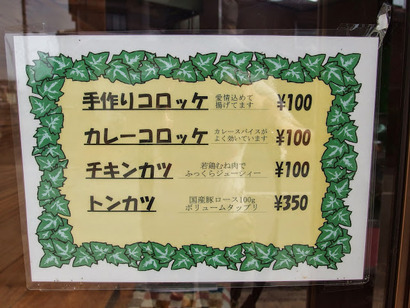 手作りコロッケ 愛情込めて揚げてます ¥100
カレーコロッケ カレースパイスがよく効いています ¥100
チキンカツ 若鶏むね肉でふっくらジューシィー ¥100
トンカツ 国産豚ロース100gボリュームタップリ ¥350